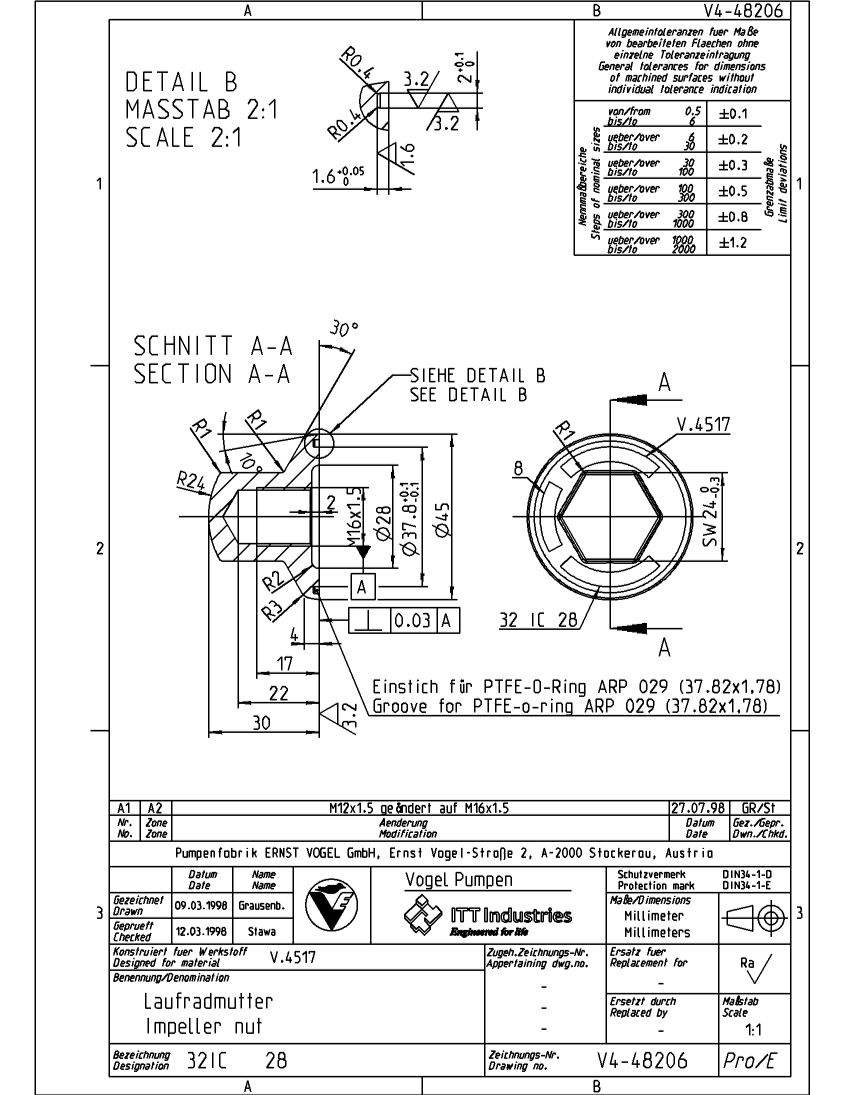 A
B
V4-48206
Allgemeintoleranzen fuer Maße
von bearbeiteten Flaechen ohne
einzelne Toleranzeintragung
General tolerances for dimensions
of machined surfaces without
individual tolerance indication
von/from 0,5
bis/to 6
±0.1
ueber/over 6
bis/to 30
±0.2
ueber/over 30
bis/to 100
±0.3
ueber/over 100
bis/to 300
±0.5
ueber/over 300
bis/to 1000
±0.8
ueber/over 1000
bis/to 2000
±1.2
Nennmaßbereiche
Steps of nominal sizes
Grenzabmaße
Limit deviations
DETAIL B
MASSTAB 2:1
SCALE 2:1
R0.4
R0.4
3.2
3.2
2 +0.1 0
1.6
1.6 +0.05 0
1
1
SCHNITT A-A
SECTION A-A
30°
SIEHE DETAIL B
SEE DETAIL B
R1
R1
10°
R24
2
M16x1.5
Ø28
Ø37.8 +0.1 -0.1
Ø45
A
R2
R3
0.03 A
4
17
22
30
3.2
A
V.4517
R1
8
SW 24 0 -0.3
32 IC 28
A
2
2
Einstich für PTFE-O-Ring ARP 029 (37.82x1,78)
Groove for PTFE-o-ring ARP 029 (37.82x1,78)
A1 A2 M12x1.5 geändert auf M16x1.5 27.07.98 GR/St
Nr. Zone Aenderung Datum Gez./Gepr.
No. Zone Modification Date Dwn./Chkd.
Pumpenfabrik ERNST VOGEL GmbH, Ernst Vogel-Straße 2, A-2000 Stockerau, Austria
Datum Name
Date Name
Gezeichnet
Drawn
09.03.1998 Grausenb.
Geprueft
Checked
12.03.1998 Stawa
VE
Vogel Pumpen
ITT Industries
Engineered for life
Schutzvermerk DIN34-1-D
Protection mark DIN34-1-E
Maße/Dimensions
Millimeter
Millimeters
3
3
Konstruiert fuer Werkstoff
Designed for material
V.4517
Zugeh.Zeichnungs-Nr.
Appertaining dwg.no.
-
-
-
Ersatz fuer
Replacement for
-
Ra
Benennung/Denomination
Laufradmutter
Impeller nut
Ersetzt durch
Replaced by
-
Maßstab
Scale
1:1
Bezeichnung
Designation
32IC 28
Zeichnungs-Nr.
Drawing no.
V4-48206
Pro/E
A
B